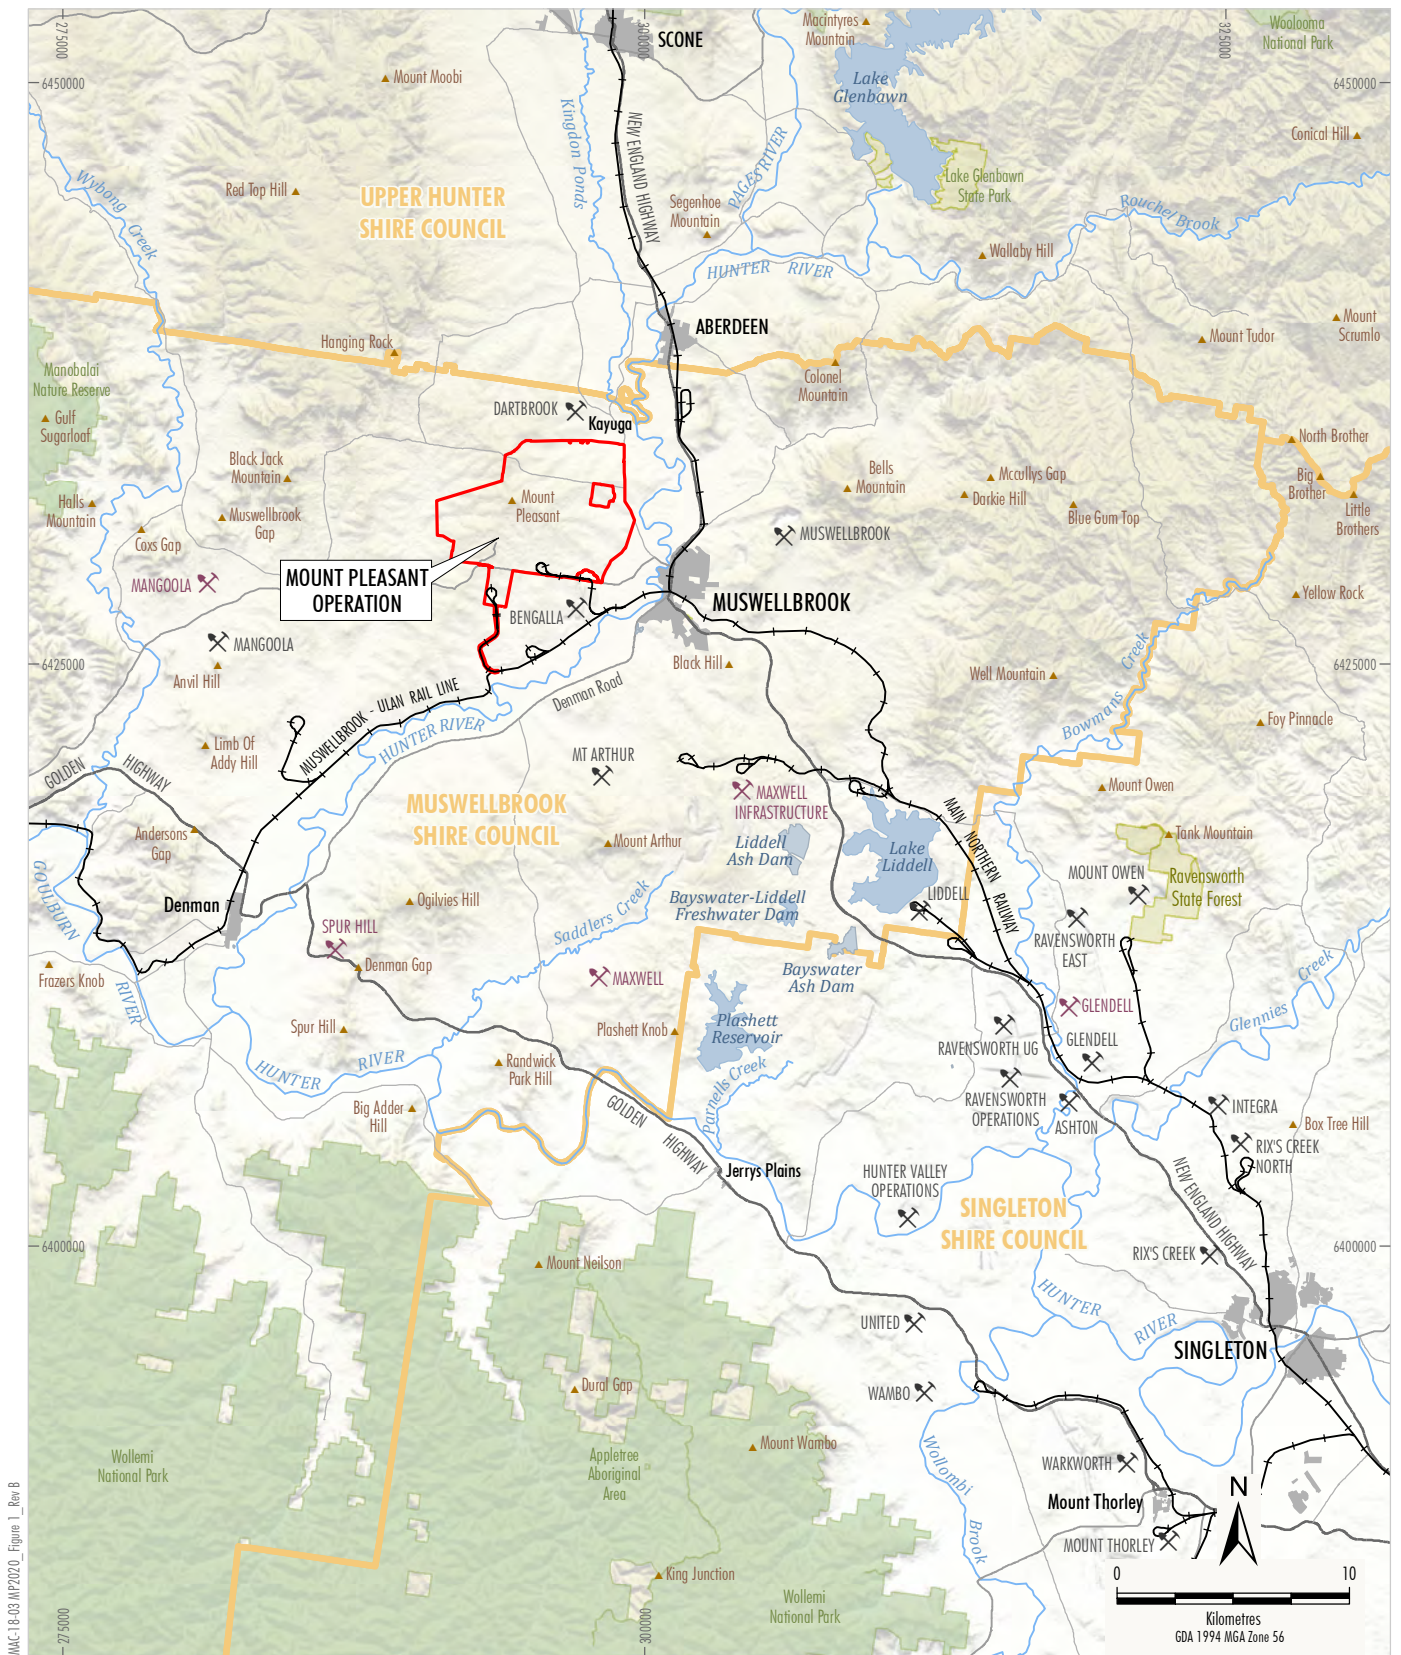 275000
300000
325000
Macintyres
Mountain
SCONE
Woolooma
National Park
6450000
Mount Moobi
Lake
Glenbawn
6450000
Kingdon Ponds
NEW ENGLAND HIGHWAY
PAGES RIVER
Conical Hill
Wybong Creek
Red Top Hill
UPPER HUNTER
SHIRE COUNCIL
Segenhoe
Mountain
Lake Glenbawn
State Park
Rouchel Brook
Wallaby Hill
HUNTER RIVER
ABERDEEN
Mount
Scrumlo
Mount Tudor
Hanging Rock
Manobalai
Nature Reserve
Colonel
Mountain
Gulf
Sugarloaf
DARTBROOK
Kayuga
North Brother
Black Jack
Mountain
Bells
Mountain
Mccullys Gap
Big
Brother
Halls
Mountain
Mount
Pleasant
Darkie Hill
Blue Gum Top
Little
Brothers
Muswellbrook
Gap
Coxs Gap
MUSWELLBROOK
MANGOOLA
MOUNT PLEASANT
OPERATION
BENGALLA
MUSWELLBROOK
Yellow Rock
MANGOOLA
6425000
Anvil Hill
Black Hill
Well Mountain
Bowmans Creek
6425000
MUSWELLBROOK - ULAN RAIL LINE
Denman Road
HUNTER RIVER
Foy Pinnacle
Limb Of
Addy Hill
GOLDEN HIGHWAY
MT ARTHUR
MAXWELL
INFRASTRUCTURE
Mount Owen
MUSWELLBROOK
SHIRE COUNCIL
MAIN NORTHERN RAILWAY
Andersons
Gap
Mount Arthur
Liddell
Ash Dam
Lake
Liddell
Tank Mountain
GOULBURN RIVER
Denman
Ogilvies Hill
Saddlers Creek
Bayswater-Liddell
Freshwater Dam
LIDDELL
MOUNT OWEN
Ravensworth
State Forest
SPUR HILL
Denman Gap
RAVENSWORTH
EAST
Frazers Knob
MAXWELL
Bayswater
Ash Dam
Glennies Creek
GLENDELL
Spur Hill
Plashett Knob
Plashett
Reservoir
RAVENSWORTH UG
GLENDELL
HUNTER RIVER
Randwick
Park Hill
Parnells Creek
RAVENSWORTH
OPERATIONS
ASHTON
INTEGRA
Big Adder
Hill
GOLDEN HIGHWAY
Box Tree Hill
RIX'S CREEK
NORTH
Jerrys Plains
HUNTER VALLEY
OPERATIONS
NEW ENGLAND HIGHWAY
SINGLETON
SHIRE COUNCIL
6400000
RIX'S CREEK
6400000
Mount Neilson
HUNTER RIVER
UNITED
SINGLETON
Dural Gap
WAMBO
Wollombi Brook
Mount Wambo
Wollemi
National Park
Appletree
Aboriginal
Area
WARKWORTH
Mount Thorley
N
MOUNT THORLEY
King Junction
Wollemi
National Park
0 10
Kilometres
GDA 1994 MGA Zone 56
275000
300000
MAC-18-03 MP2020_Figure 1_Rev B